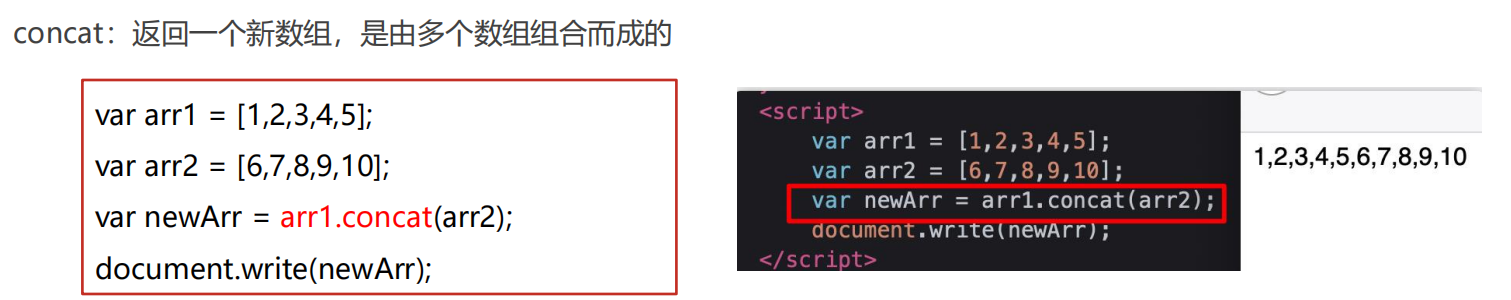 concat：返回一个新数组，是由多个数组组合而成的
var arr1 = [1,2,3,4,5];
var arr2 = [6,7,8,9,10];
var newArr = arr1.concat(arr2);
document.write(newArr);
<script>
var arr1 = [1,2,3,4,5];
var arr2 = [6,7,8,9,10];
var newArr = arr1.concat(arr2);
document.write(newArr);
</script>
1,2,3,4,5,6,7,8,9,10